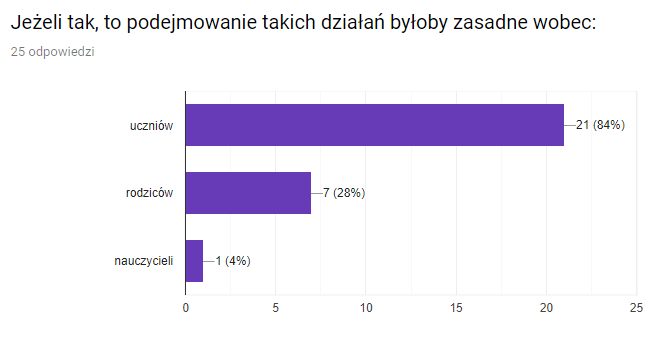 Jeżeli tak, to podejmowanie takich działań byłoby zasadne wobec:
25 odpowiedzi
uczniów
21 (84%)
rodziców
7 (28%)
nauczycieli
1 (4%)
0 5 10 15 20 25